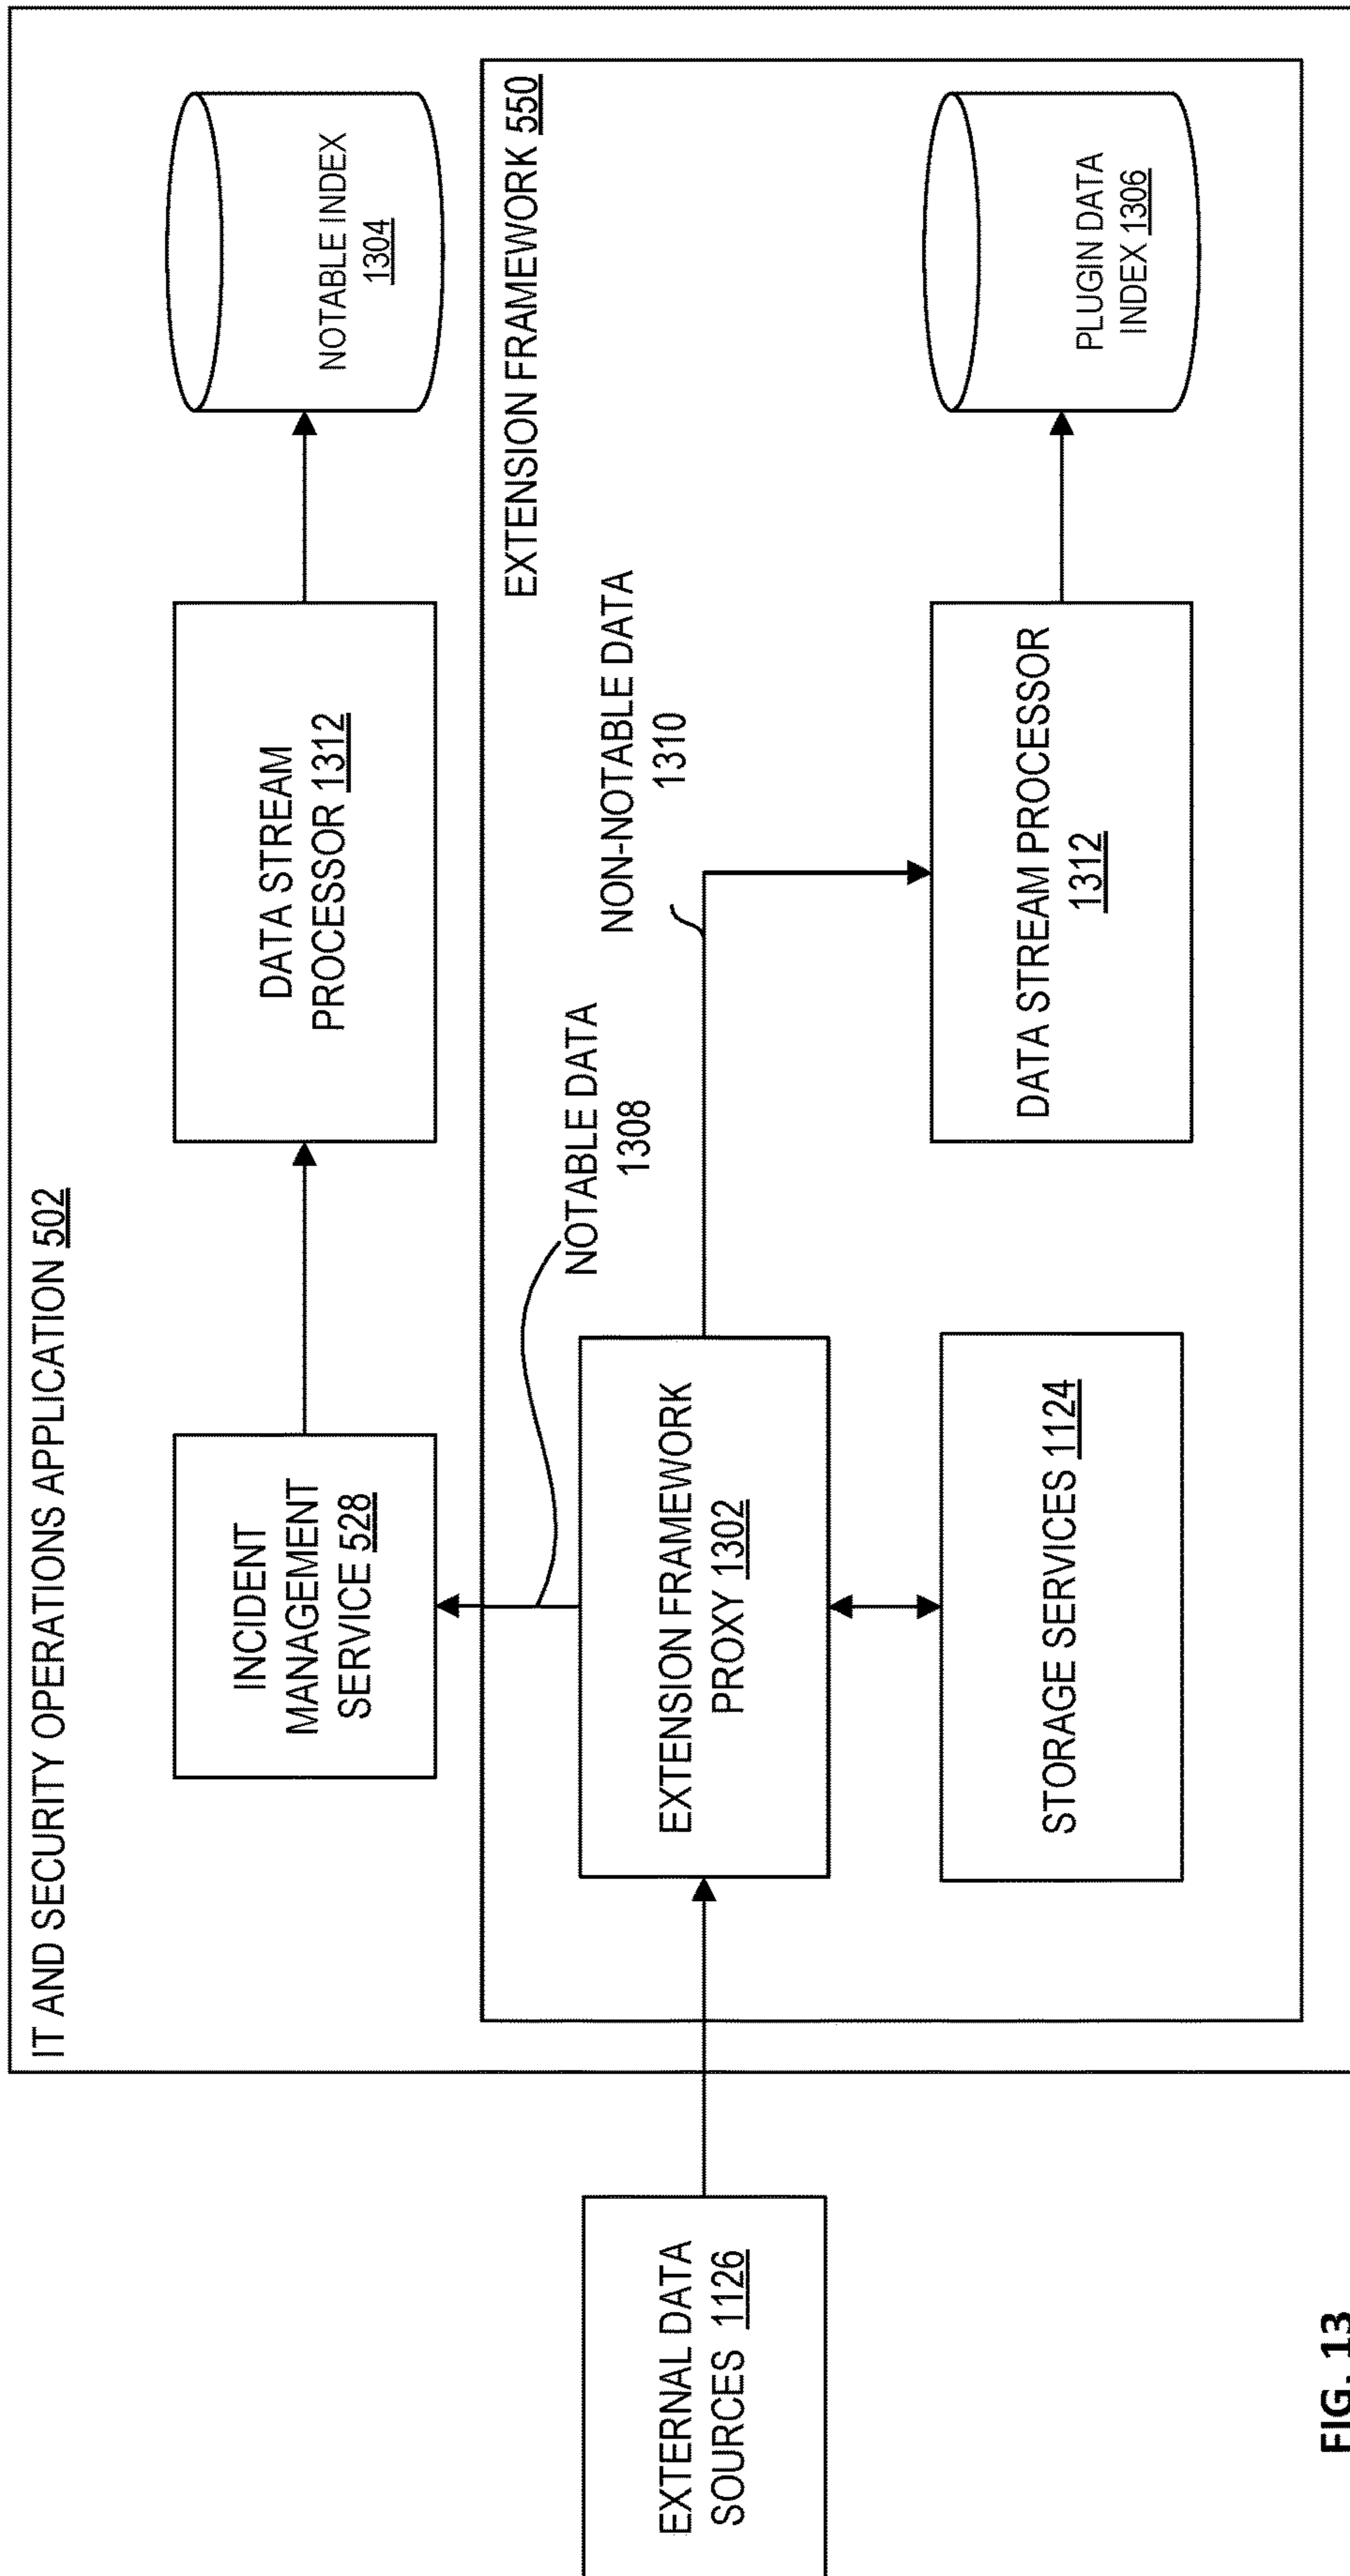 IT AND SECURITY OPERATIONS APPLICATION 502
INCIDENT
MANAGEMENT
SERVICE 528
DATA STREAM
PROCESSOR 1312
NOTABLE INDEX
1304
EXTENSION FRAMEWORK 550
NOTABLE DATA
1308
NON-NOTABLE DATA
1310
EXTERNAL DATA
SOURCES 1126
EXTENSION FRAMEWORK
PROXY 1302
STORAGE SERVICES 1124
DATA STREAM PROCESSOR
1312
PLUGIN DATA
INDEX 1306
FIG. 13